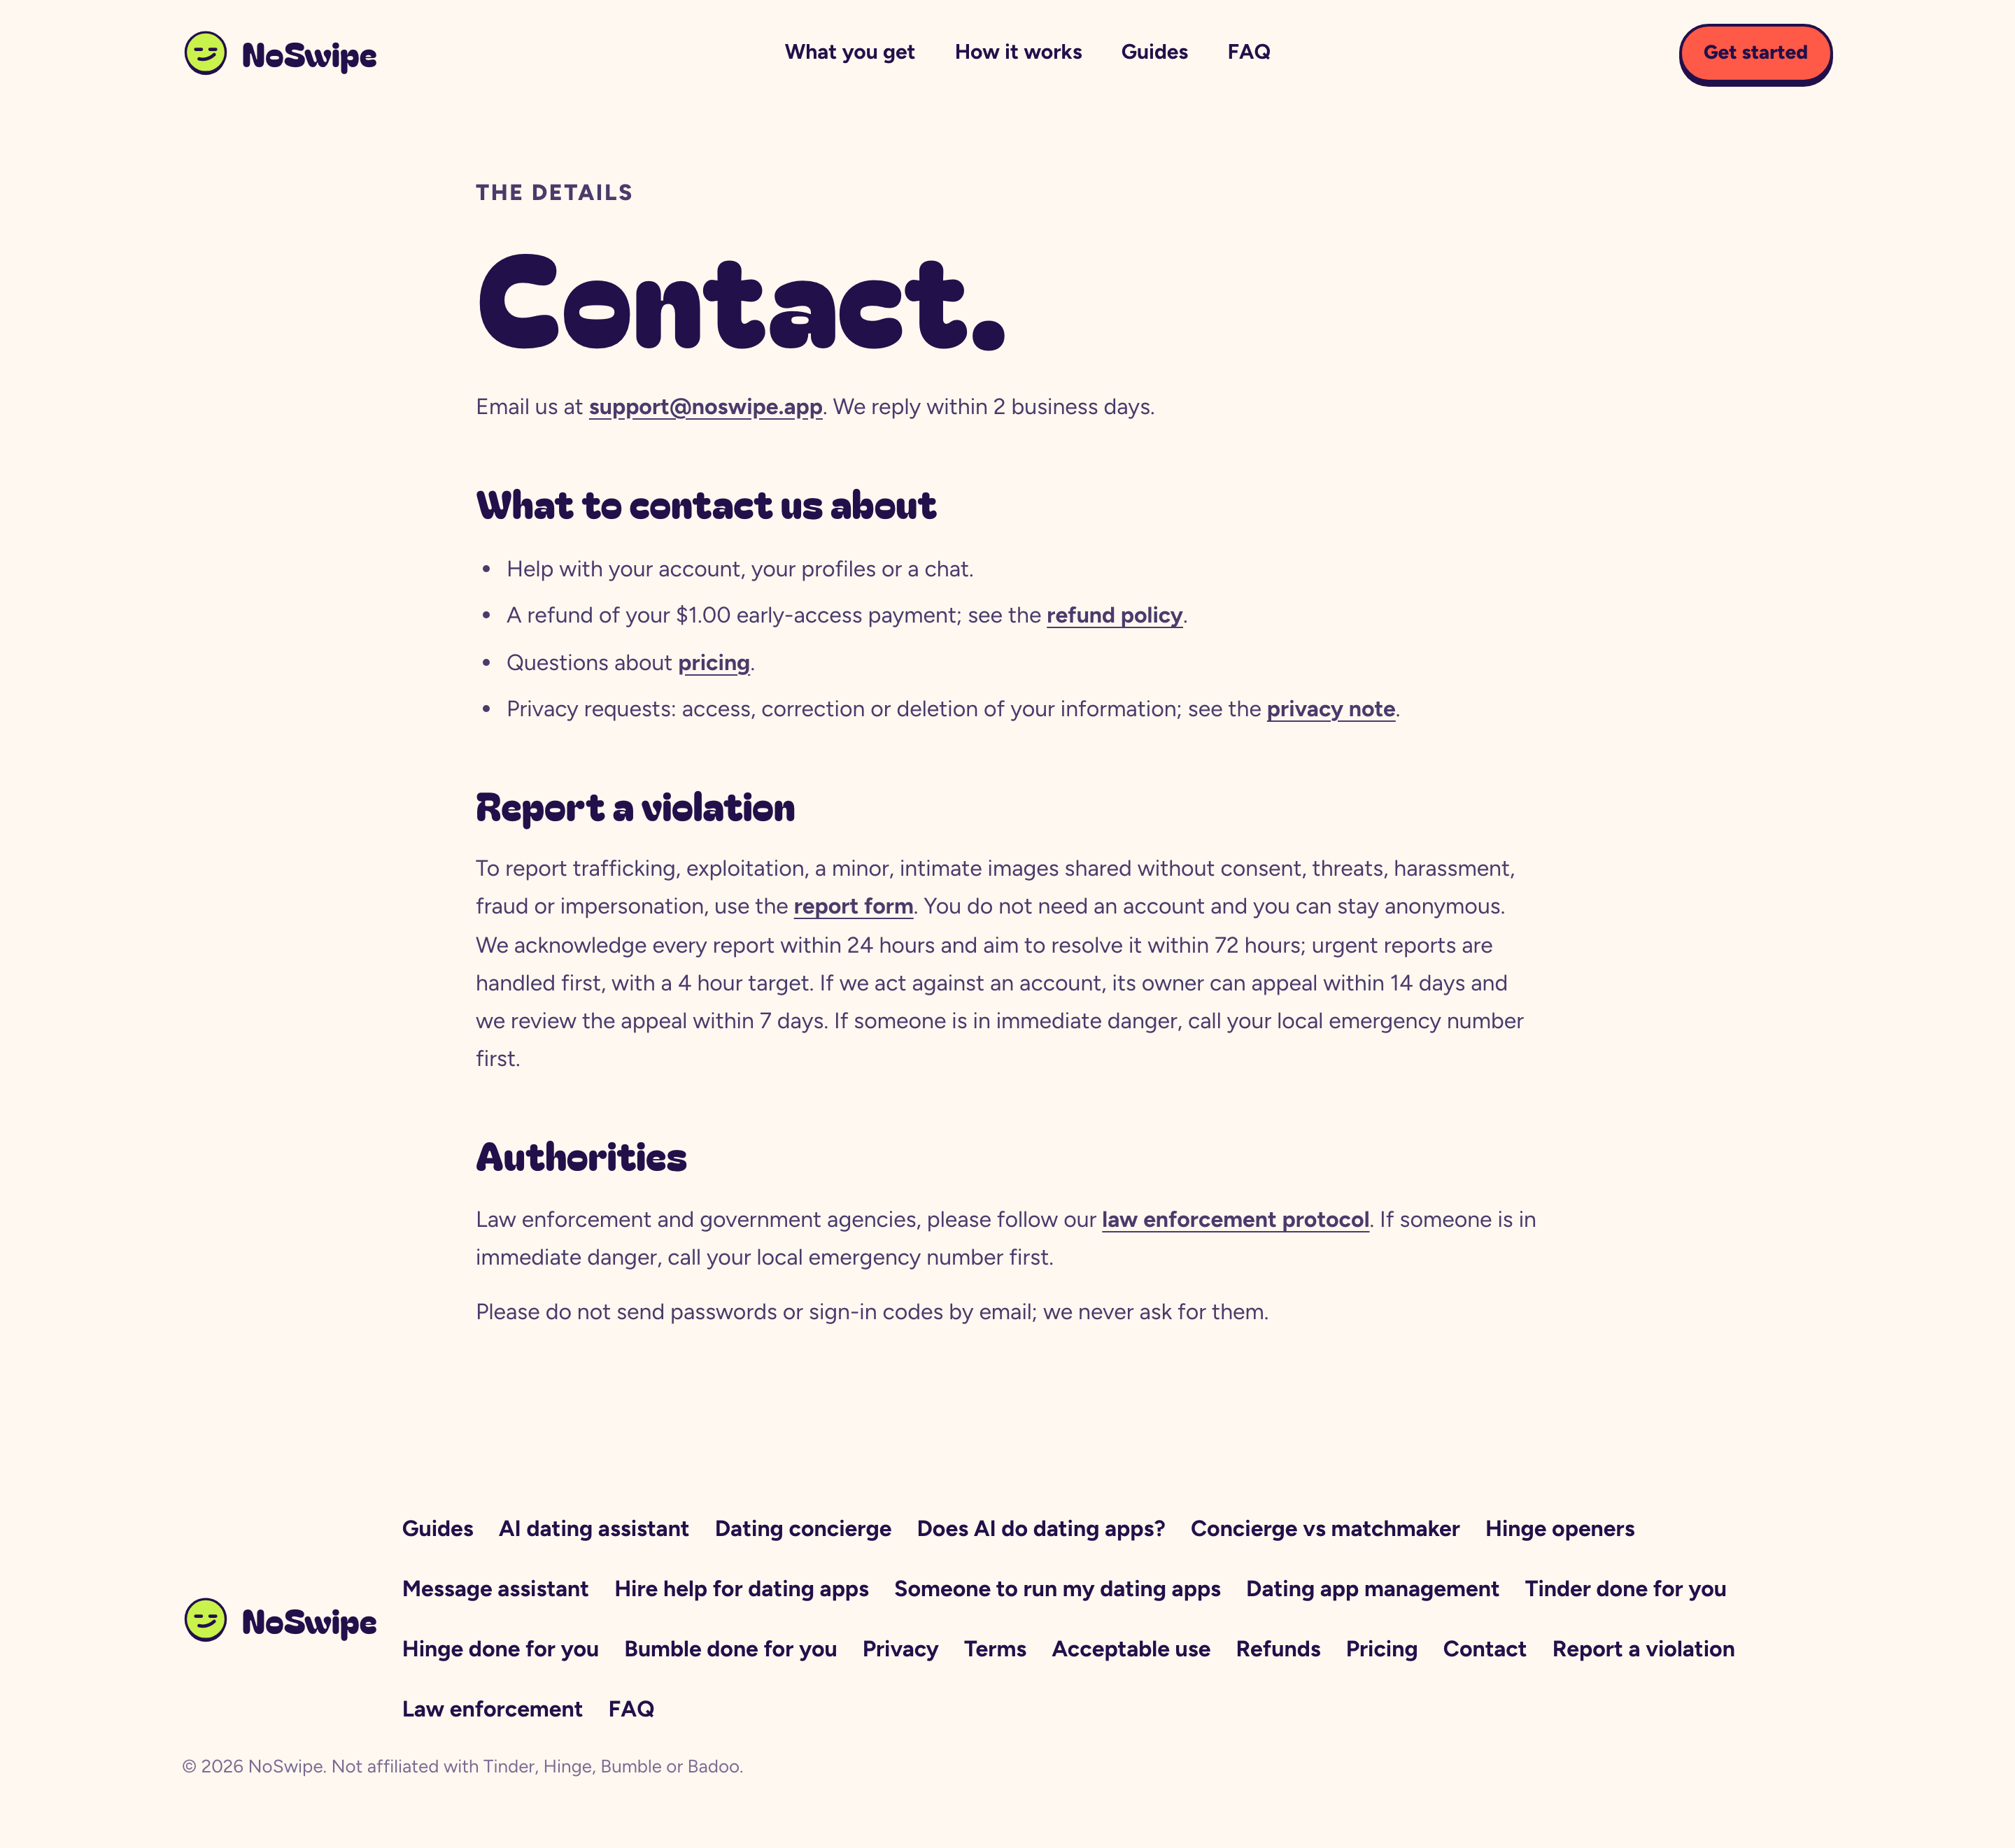 NoSwipe
What you get
How it works
Guides
FAQ
Get started
THE DETAILS
Contact.
Email us at support@noswipe.app. We reply within 2 business days.
What to contact us about
• Help with your account, your profiles or a chat.
• A refund of your $1.00 early-access payment; see the refund policy.
• Questions about pricing.
• Privacy requests: access, correction or deletion of your information; see the privacy note.
Report a violation
To report trafficking, exploitation, a minor, intimate images shared without consent, threats, harassment,
fraud or impersonation, use the report form. You do not need an account and you can stay anonymous.
We acknowledge every report within 24 hours and aim to resolve it within 72 hours; urgent reports are
handled first, with a 4 hour target. If we act against an account, its owner can appeal within 14 days and
we review the appeal within 7 days. If someone is in immediate danger, call your local emergency number
first.
Authorities
Law enforcement and government agencies, please follow our law enforcement protocol. If someone is in
immediate danger, call your local emergency number first.
Please do not send passwords or sign-in codes by email; we never ask for them.
NoSwipe
Guides AI dating assistant Dating concierge Does AI do dating apps? Concierge vs matchmaker Hinge openers
Message assistant Hire help for dating apps Someone to run my dating apps Dating app management Tinder done for you
Hinge done for you Bumble done for you Privacy Terms Acceptable use Refunds Pricing Contact Report a violation
Law enforcement FAQ
© 2026 NoSwipe. Not affiliated with Tinder, Hinge, Bumble or Badoo.